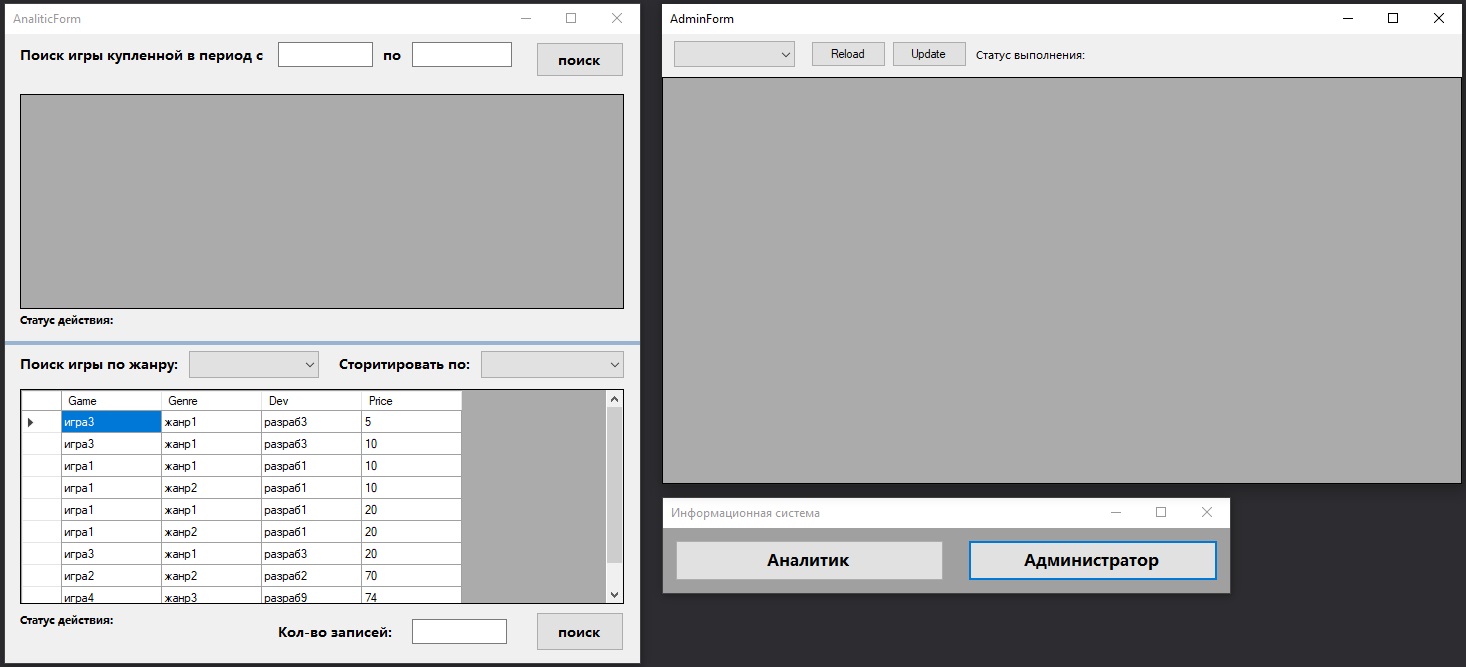 AnaliticForm
Поиск игры купленной в период с по поиск
Статус действия:
Поиск игры по жанру: Сторитировать по:
Game Genre Dev Price
игра3 жанр1 разраб3 5
игра3 жанр1 разраб3 10
игра1 жанр1 разраб1 10
игра1 жанр2 разраб1 10
игра1 жанр1 разраб1 20
игра1 жанр2 разраб1 20
игра3 жанр1 разраб3 20
игра2 жанр2 разраб2 70
игра4 жанр3 разраб9 74
Статус действия:
Кол-во записей: поиск
AdminForm
Reload Update Статус выполнения:
Информационная система
Аналитик Администратор